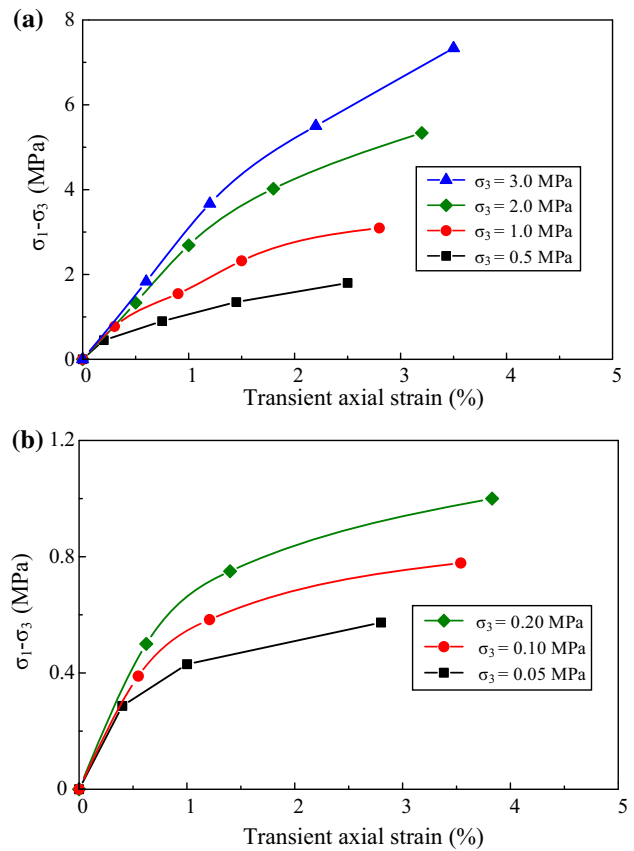 (a)
8
6
4
2
0
σ₁-σ₃ (MPa)
σ₃ = 3.0 MPa
σ₃ = 2.0 MPa
σ₃ = 1.0 MPa
σ₃ = 0.5 MPa
0 1 2 3 4 5
Transient axial strain (%)
(b)
1.2
0.8
0.4
0
σ₁-σ₃ (MPa)
σ₃ = 0.20 MPa
σ₃ = 0.10 MPa
σ₃ = 0.05 MPa
0 1 2 3 4 5
Transient axial strain (%)